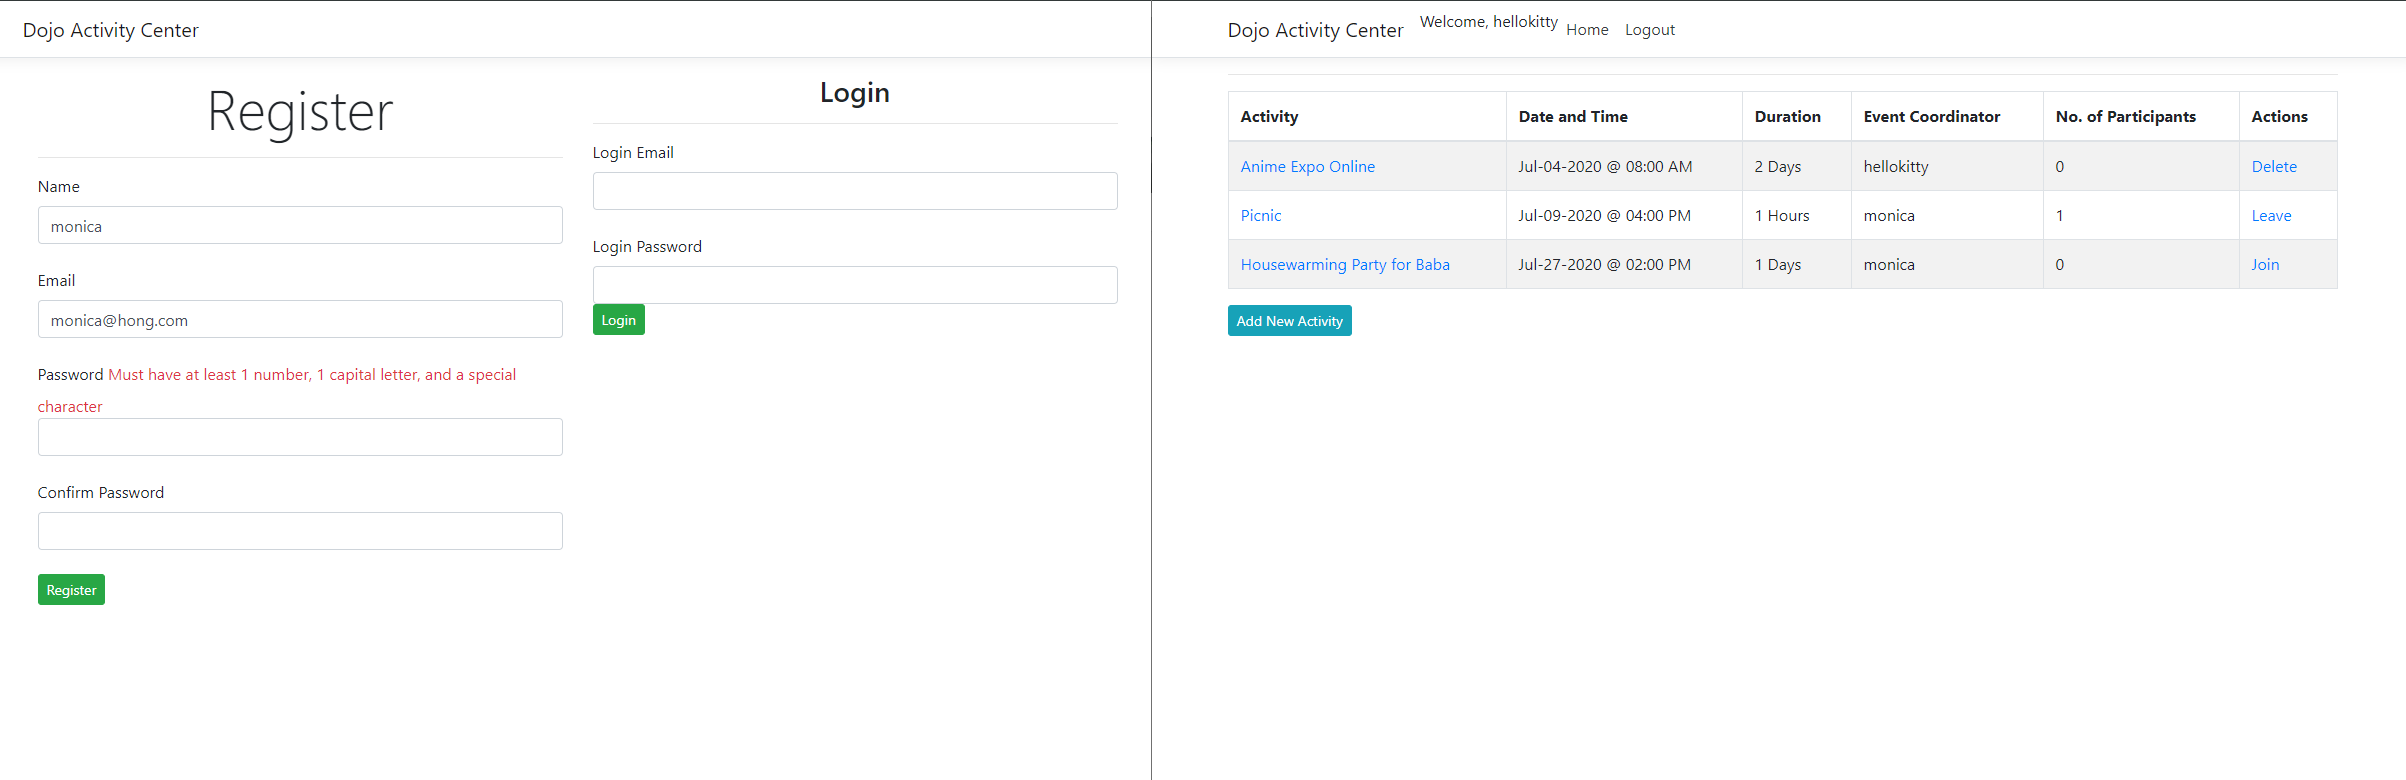 Dojo Activity Center
Register
Name
monica
Email
monica@hong.com
Password Must have at least 1 number, 1 capital letter, and a special
character
Confirm Password
Register
Login
Login Email
Login Password
Login
Dojo Activity Center Welcome, hellokitty Home Logout
Activity Date and Time Duration Event Coordinator No. of Participants Actions
Anime Expo Online Jul-04-2020 @ 08:00 AM 2 Days hellokitty 0 Delete
Picnic Jul-09-2020 @ 04:00 PM 1 Hours monica 1 Leave
Housewarming Party for Baba Jul-27-2020 @ 02:00 PM 1 Days monica 0 Join
Add New Activity